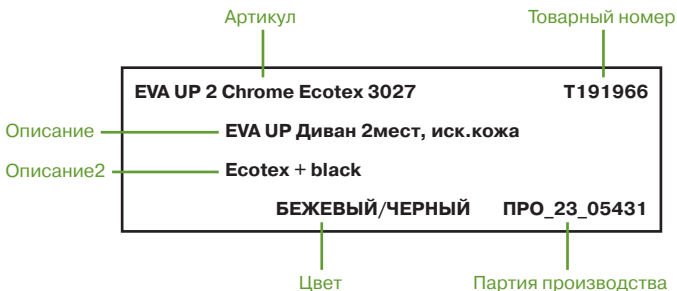 Артикул Товарный номер
EVA UP 2 Chrome Ecotex 3027 T191966
Описание EVA UP Диван 2мест, иск.кожа
Описание2 Ecotex + black
БЕЖЕВЫЙ/ЧЕРНЫЙ ПРО_23_05431
Цвет Партия производства